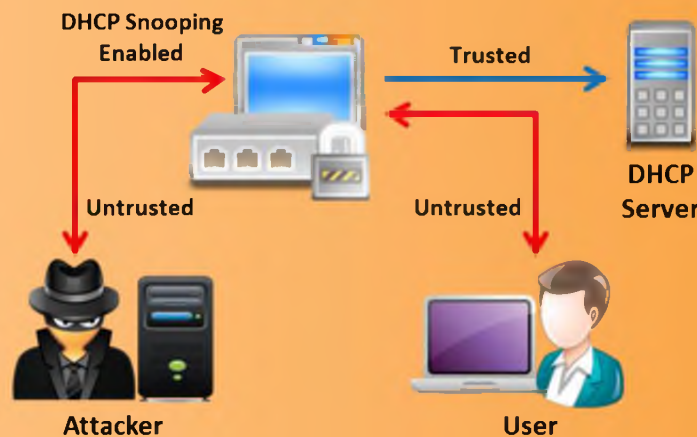 DHCP Snooping
Enabled
Trusted
DHCP
Server
Untrusted
Untrusted
Attacker
User